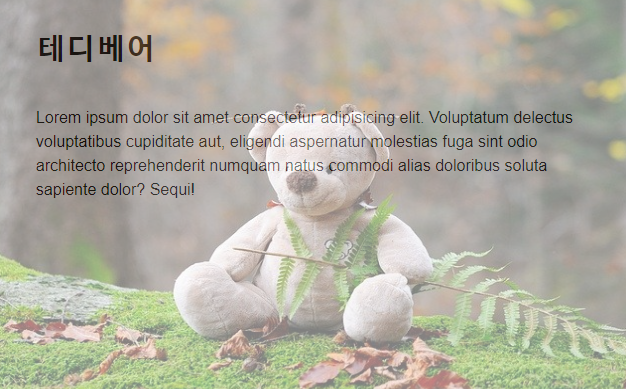 테디베어
Lorem ipsum dolor sit amet consectetur adipisicing elit. Voluptatum delectus
voluptatibus cupiditate aut, eligendi aspernatur molestias fuga sint odio
architecto reprehenderit numquam natus commodi alias doloribus soluta
sapiente dolor? Sequi!